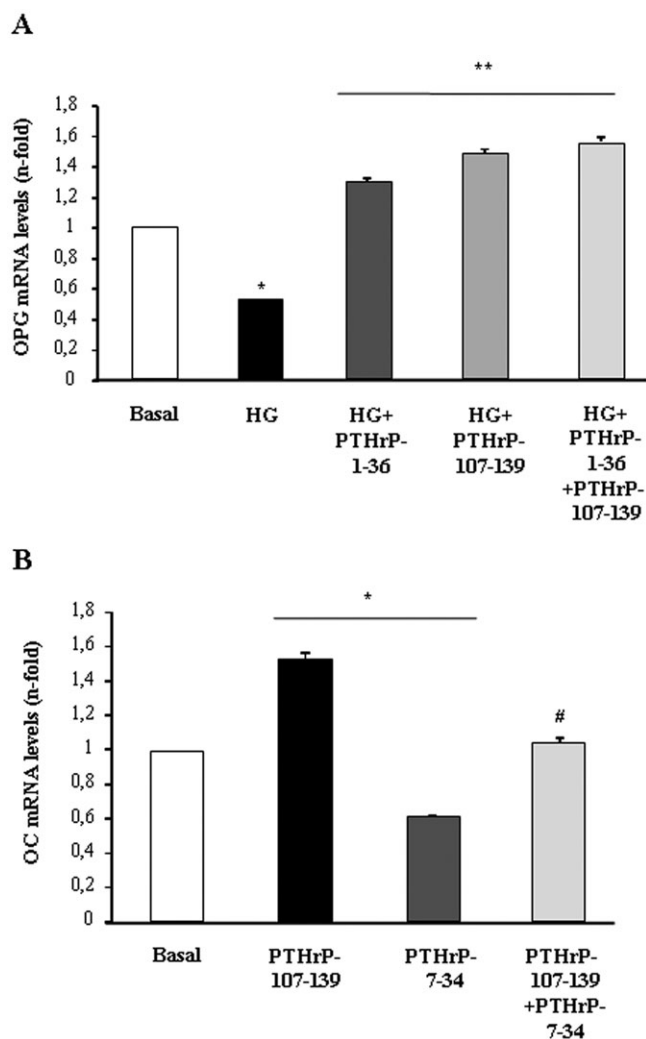 A
**
OPG mRNA levels (n-fold)
1,8
1,6
1,4
1,2
1
0,8
0,6
0,4
0,2
0
*
Basal
HG
HG+
PTHrP-
1-36
HG+
PTHrP-
107-139
HG+
PTHrP-
1-36
+PTHrP-
107-139
B
*
OC mRNA levels (n-fold)
1,8
1,6
1,4
1,2
1
0,8
0,6
0,4
0,2
0
#
Basal
PTHrP-
107-139
PTHrP-
7-34
PTHrP-
107-139
+PTHrP-
7-34